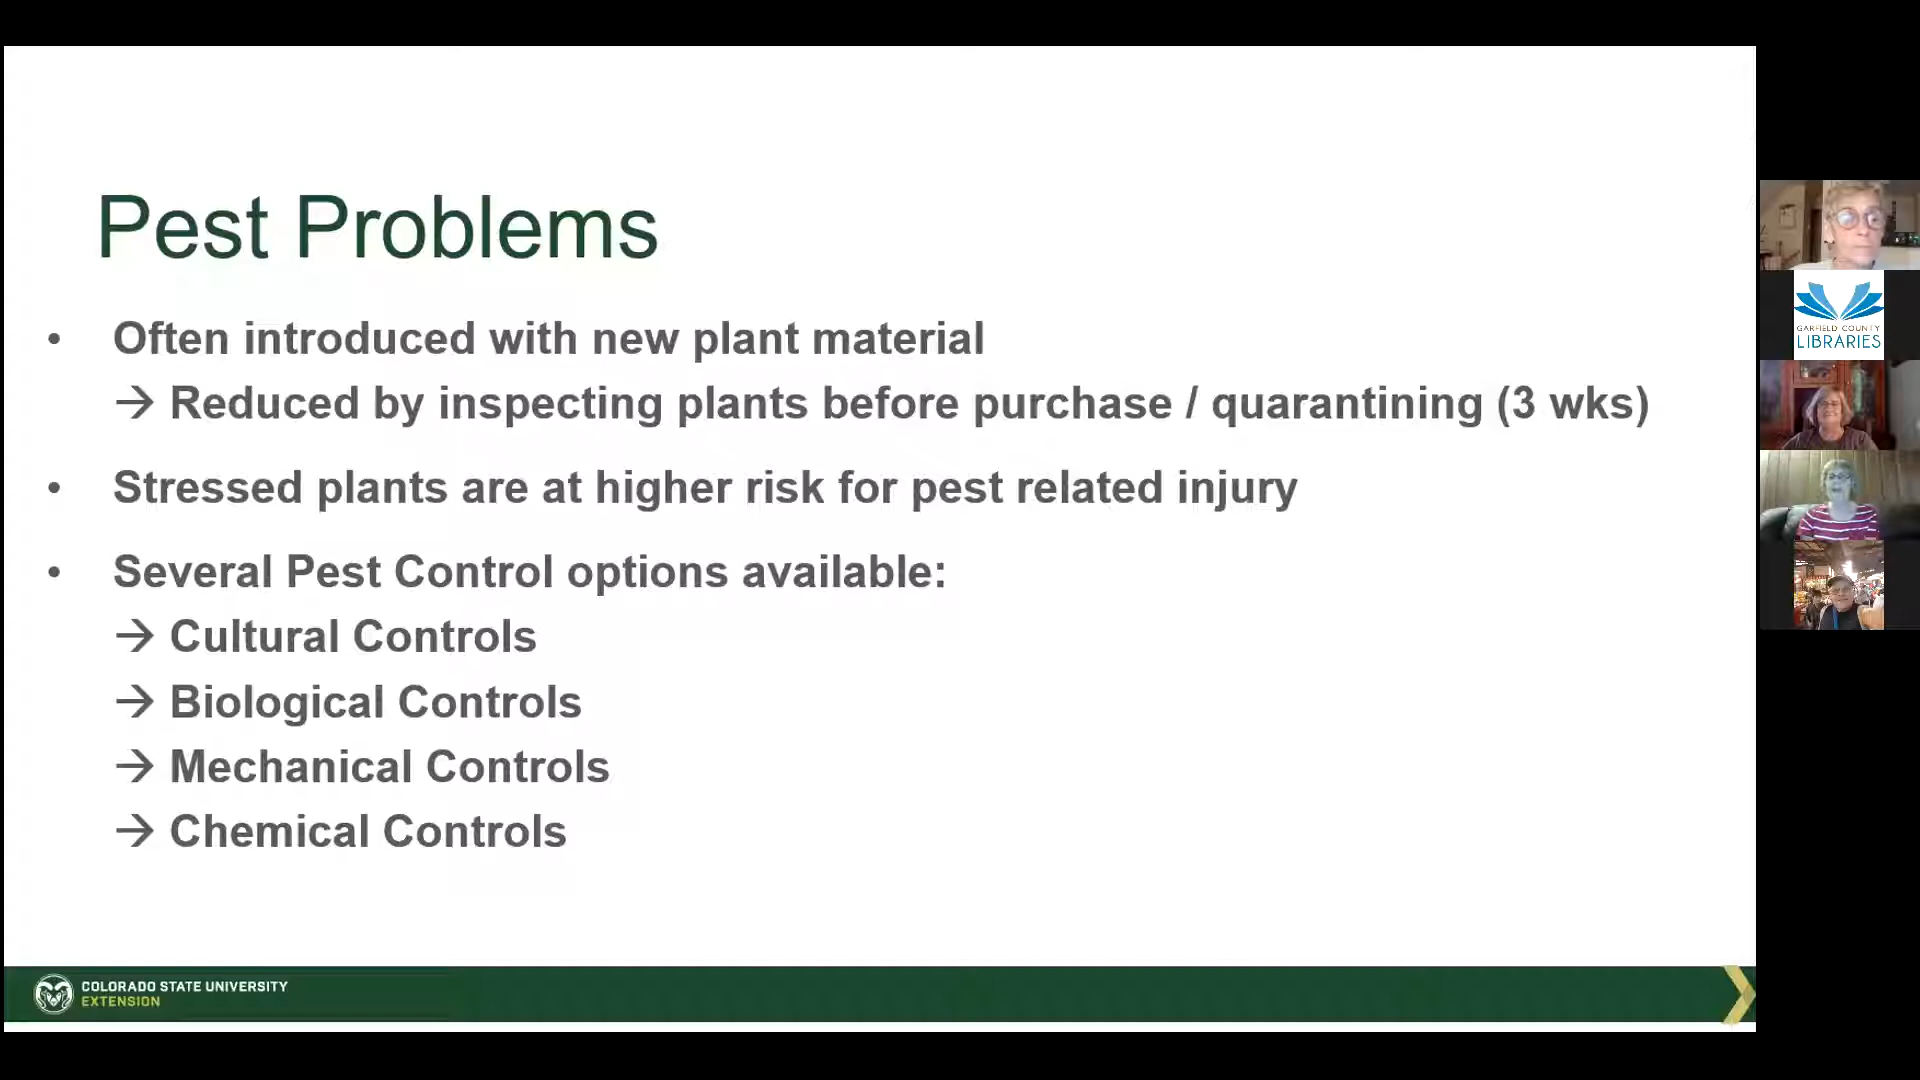 Pest Problems
• Often introduced with new plant material
→ Reduced by inspecting plants before purchase / quarantining (3 wks)
• Stressed plants are at higher risk for pest related injury
• Several Pest Control options available:
→ Cultural Controls
→ Biological Controls
→ Mechanical Controls
→ Chemical Controls
COLORADO STATE UNIVERSITY
EXTENSION
GARFIELD COUNTY
LIBRARIES